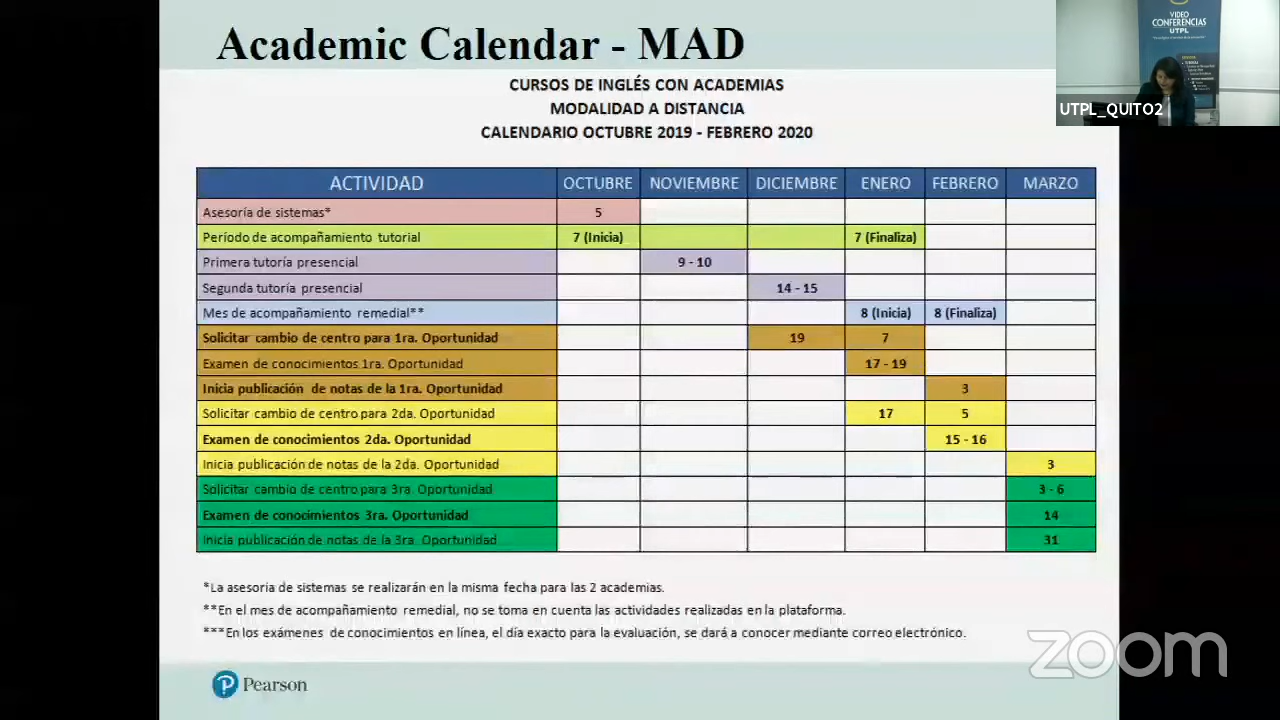 Academic Calendar - MAD
CURSOS DE INGLÉS CON ACADEMIAS
MODALIDAD A DISTANCIA
CALENDARIO OCTUBRE 2019 - FEBRERO 2020
ACTIVIDAD OCTUBRE NOVIEMBRE DICIEMBRE ENERO FEBRERO MARZO
Asesoría de sistemas* 5
Período de acompañamiento tutorial 7 (Inicia) 7 (Finaliza)
Primera tutoría presencial 9 - 10
Segunda tutoría presencial 14 - 15
Mes de acompañamiento remedial** 8 (Inicia) 8 (Finaliza)
Solicitar cambio de centro para 1ra. Oportunidad 19 7
Examen de conocimientos 1ra. Oportunidad 17 - 19
Inicia publicación de notas de la 1ra. Oportunidad 3
Solicitar cambio de centro para 2da. Oportunidad 17 5
Examen de conocimientos 2da. Oportunidad 15 - 16
Inicia publicación de notas de la 2da. Oportunidad 3
Solicitar cambio de centro para 3ra. Oportunidad 3 - 6
Examen de conocimientos 3ra. Oportunidad 14
Inicia publicación de notas de la 3ra. Oportunidad 31
*La asesoría de sistemas se realizarán en la misma fecha para las 2 academias.
**En el mes de acompañamiento remedial, no se toma en cuenta las actividades realizadas en la plataforma.
***En los exámenes de conocimientos en línea, el día exacto para la evaluación, se dará a conocer mediante correo electrónico.
Pearson
VIDEO
CONFERENCIAS
UTPL
UTPL_QUITO2
zoom